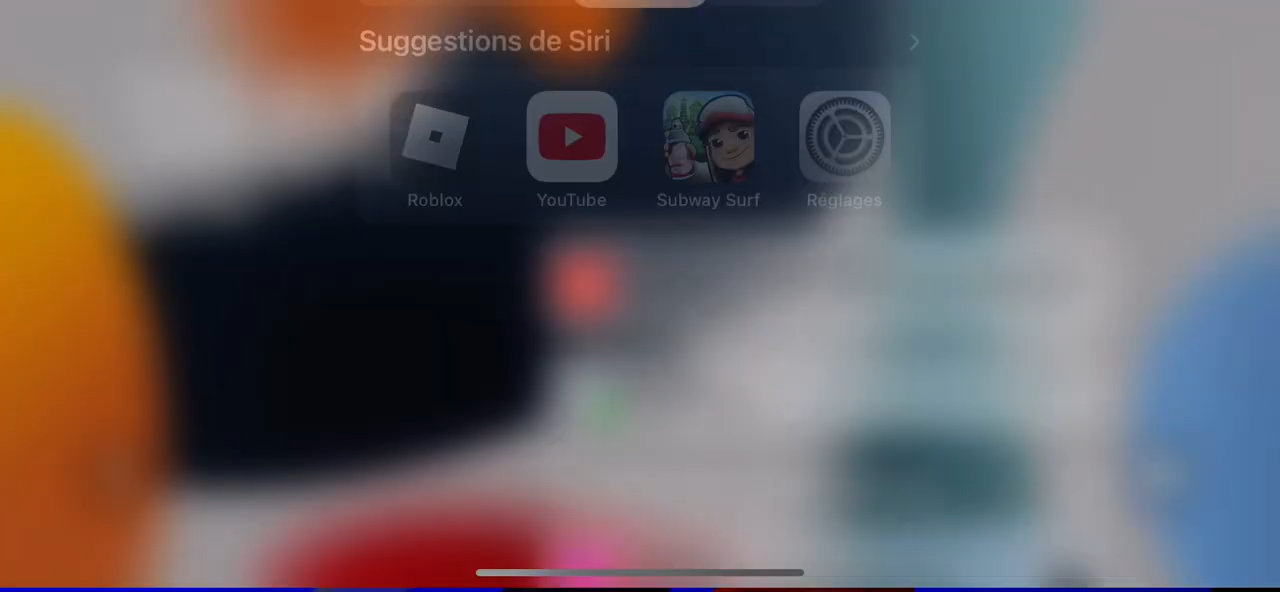 Suggestions de Siri
Roblox
YouTube
Subway Surf
Réglages